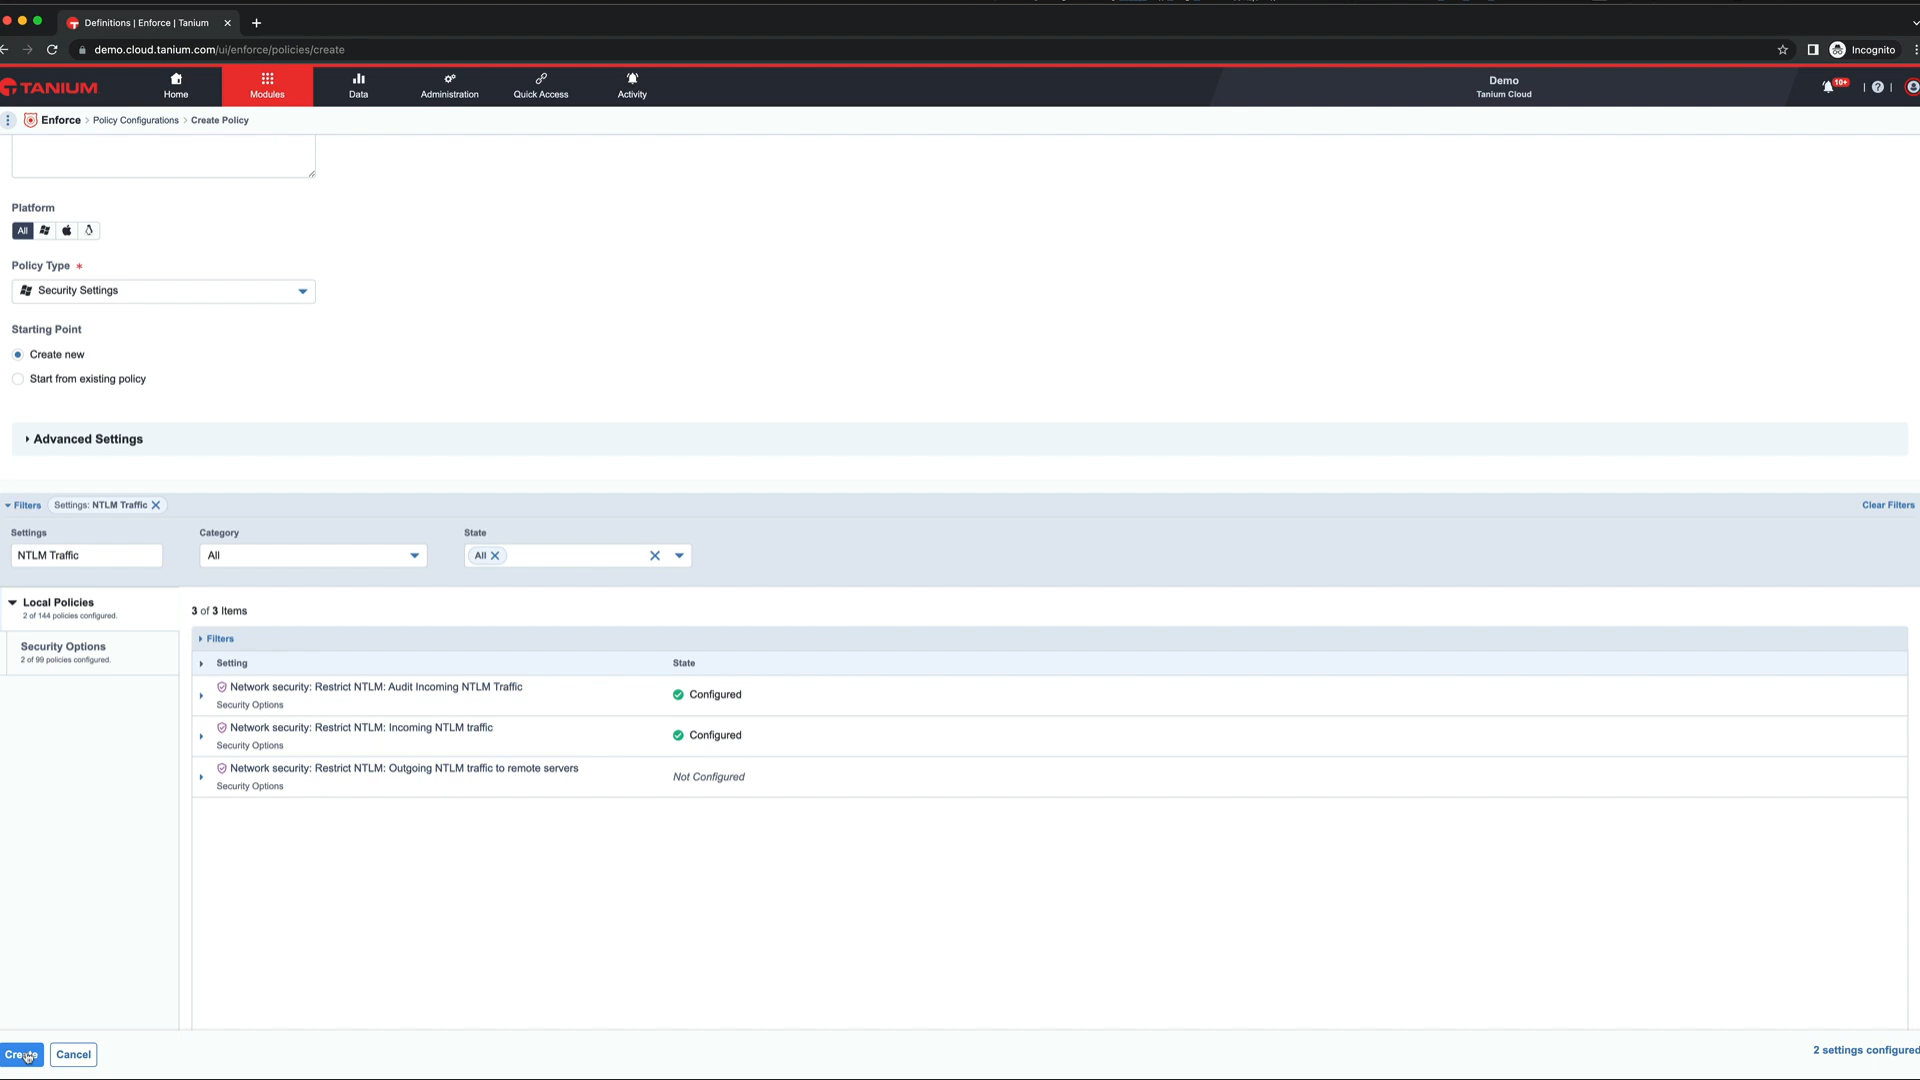 Definitions | Enforce | Tanium
demo.cloud.tanium.com/ui/enforce/policies/create
Incognito
TANIUM
Home
Modules
Data
Administration
Quick Access
Activity
Demo
Tanium Cloud
10+
Enforce > Policy Configurations > Create Policy
Platform
All
Policy Type *
Security Settings
Starting Point
Create new
Start from existing policy
Advanced Settings
Filters
Settings: NTLM Traffic
Clear Filters
Settings
Category
State
NTLM Traffic
All
All
Local Policies
2 of 144 policies configured.
Security Options
2 of 99 policies configured.
3 of 3 Items
Filters
Setting
State
Network security: Restrict NTLM: Audit Incoming NTLM Traffic
Security Options
Configured
Network security: Restrict NTLM: Incoming NTLM traffic
Security Options
Configured
Network security: Restrict NTLM: Outgoing NTLM traffic to remote servers
Security Options
Not Configured
Create
Cancel
2 settings configured